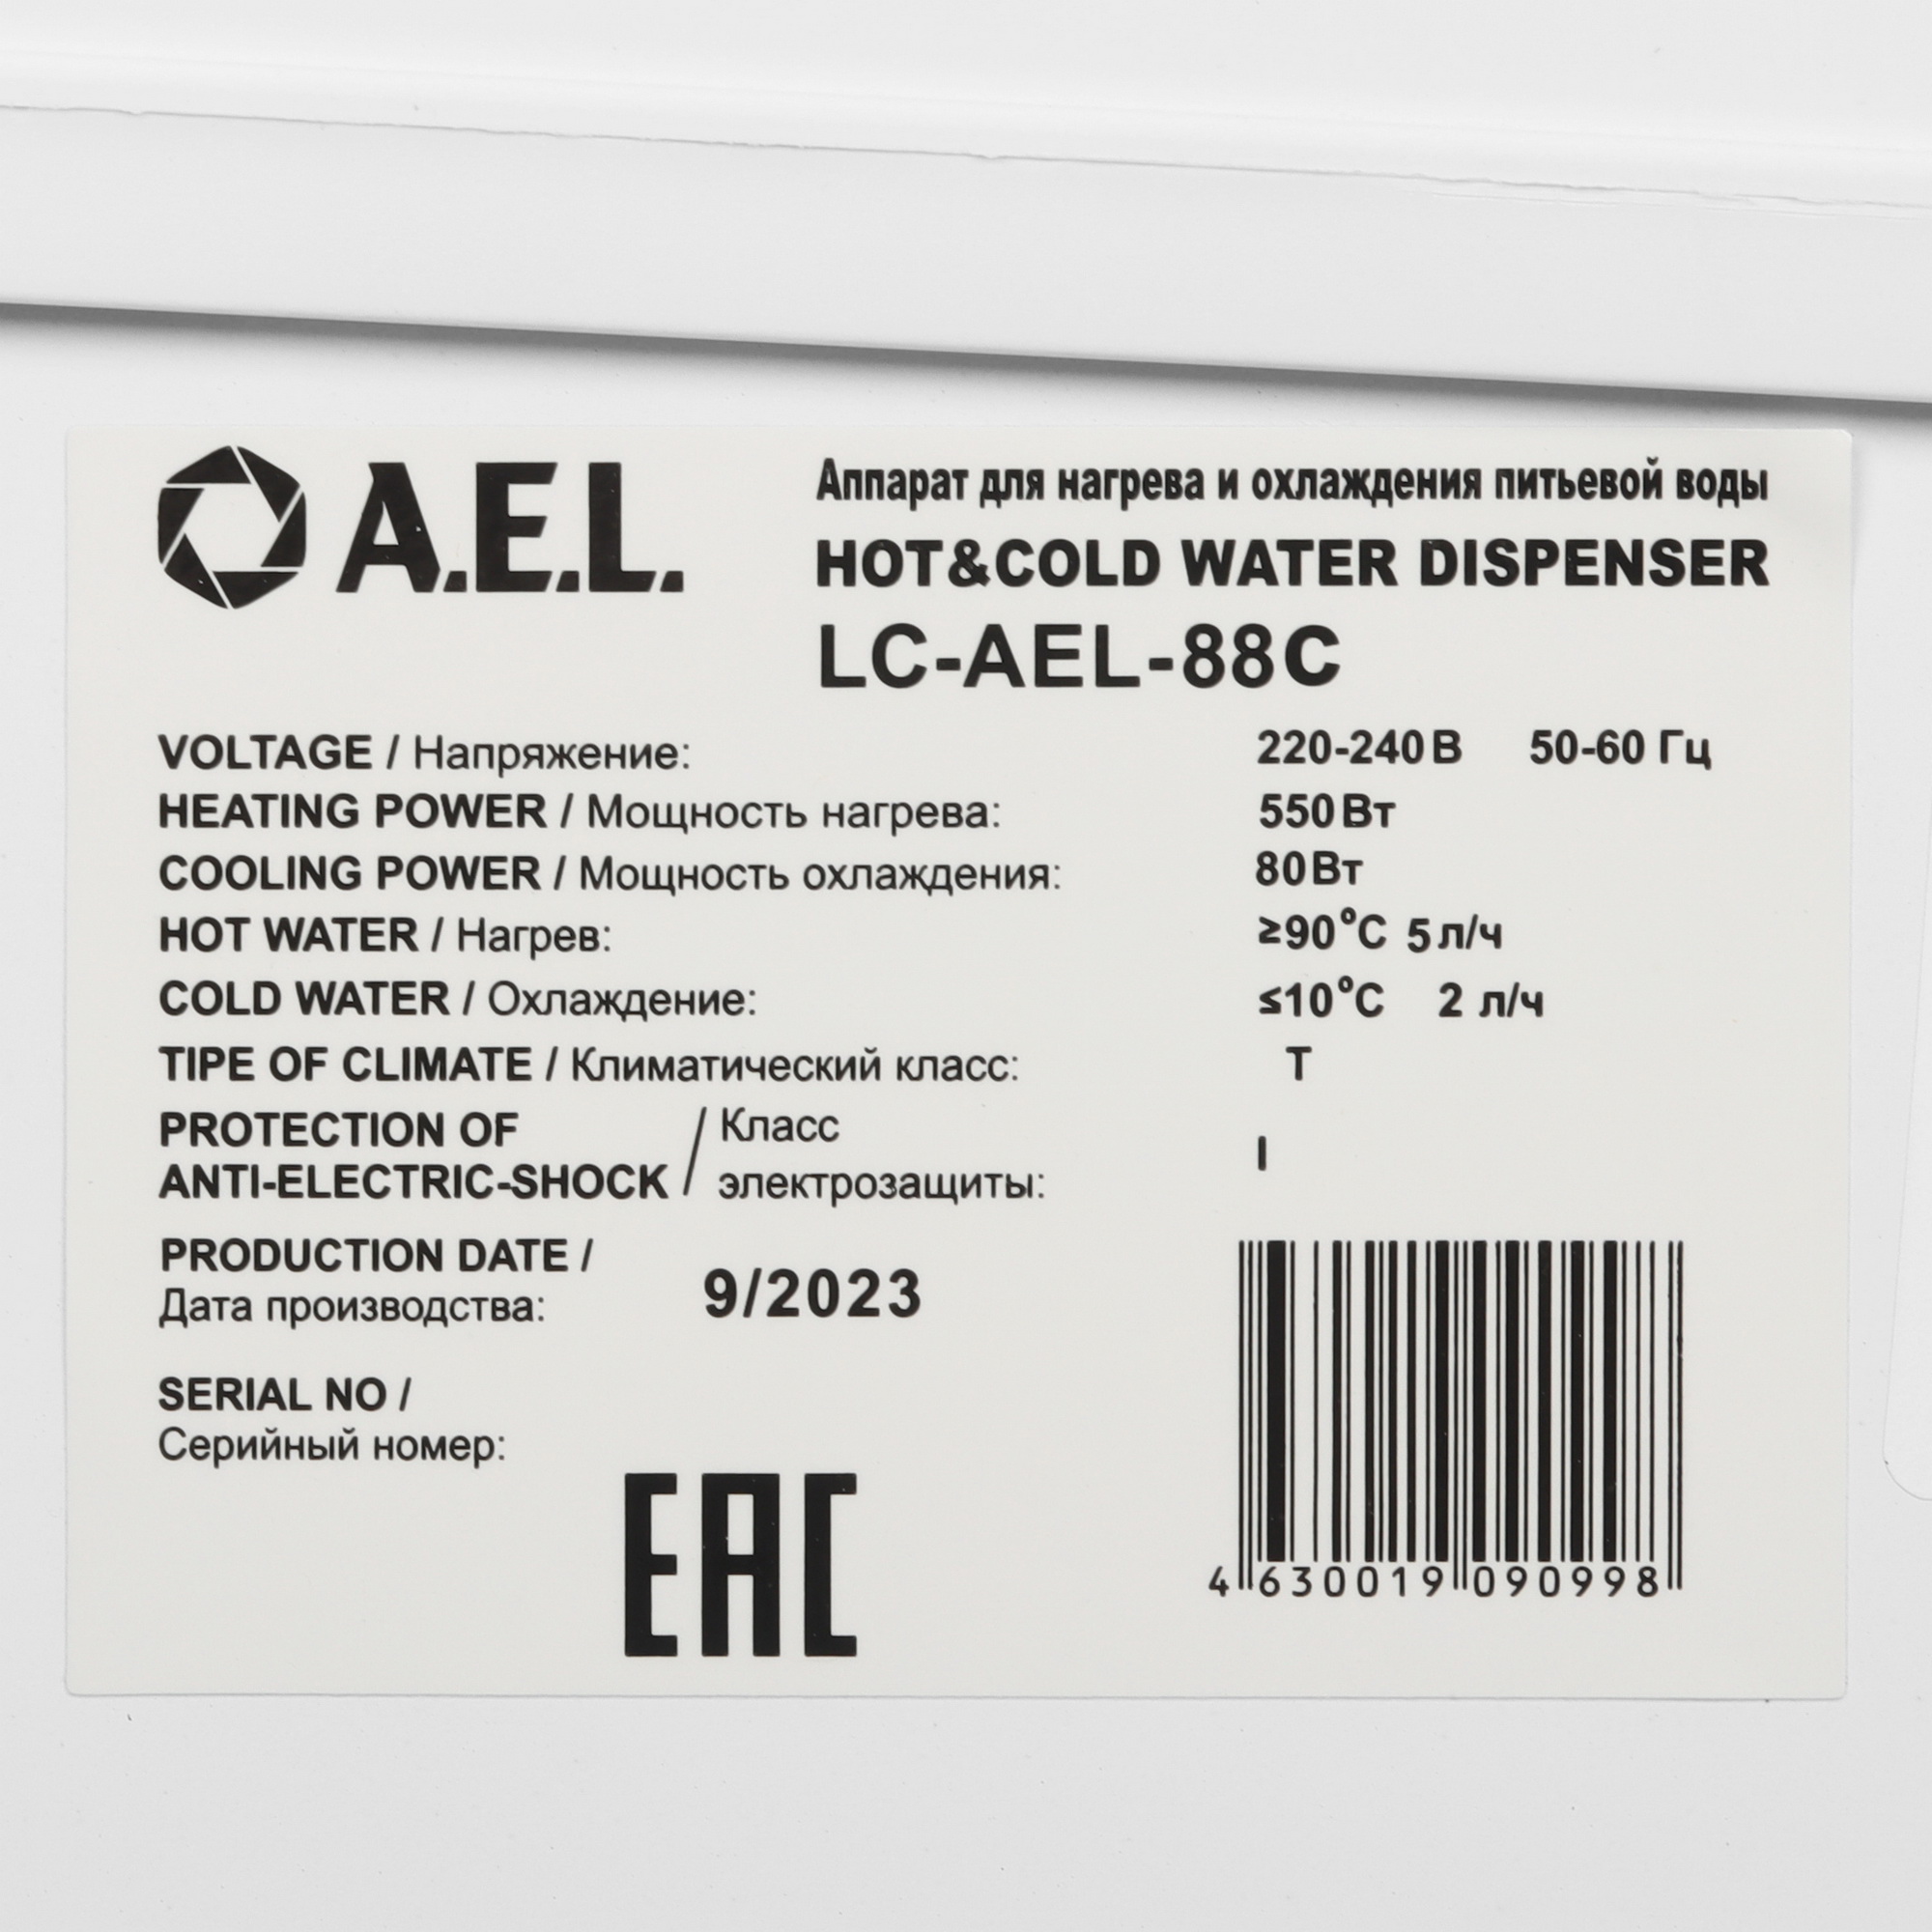 A.E.L.
Аппарат для нагрева и охлаждения питьевой воды
HOT&COLD WATER DISPENSER
LC-AEL-88C
VOLTAGE / Напряжение: 220-240 В 50-60 Гц
HEATING POWER / Мощность нагрева: 550 Вт
COOLING POWER / Мощность охлаждения: 80 Вт
HOT WATER / Нагрев: ≥90°C 5 л/ч
COLD WATER / Охлаждение: ≤10°C 2 л/ч
TIPE OF CLIMATE / Климатический класс: T
PROTECTION OF / Класс
ANTI-ELECTRIC-SHOCK электрозащиты: I
PRODUCTION DATE /
Дата производства: 9/2023
SERIAL NO /
Серийный номер:
EAC
4 630019 090998